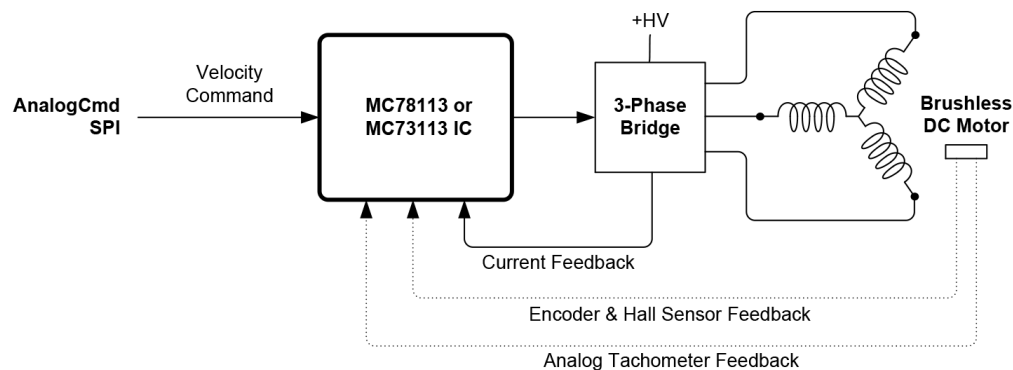 +HV
Velocity
Command
AnalogCmd
SPI
MC78113 or
MC73113 IC
3-Phase
Bridge
Brushless
DC Motor
Current Feedback
Encoder & Hall Sensor Feedback
Analog Tachometer Feedback